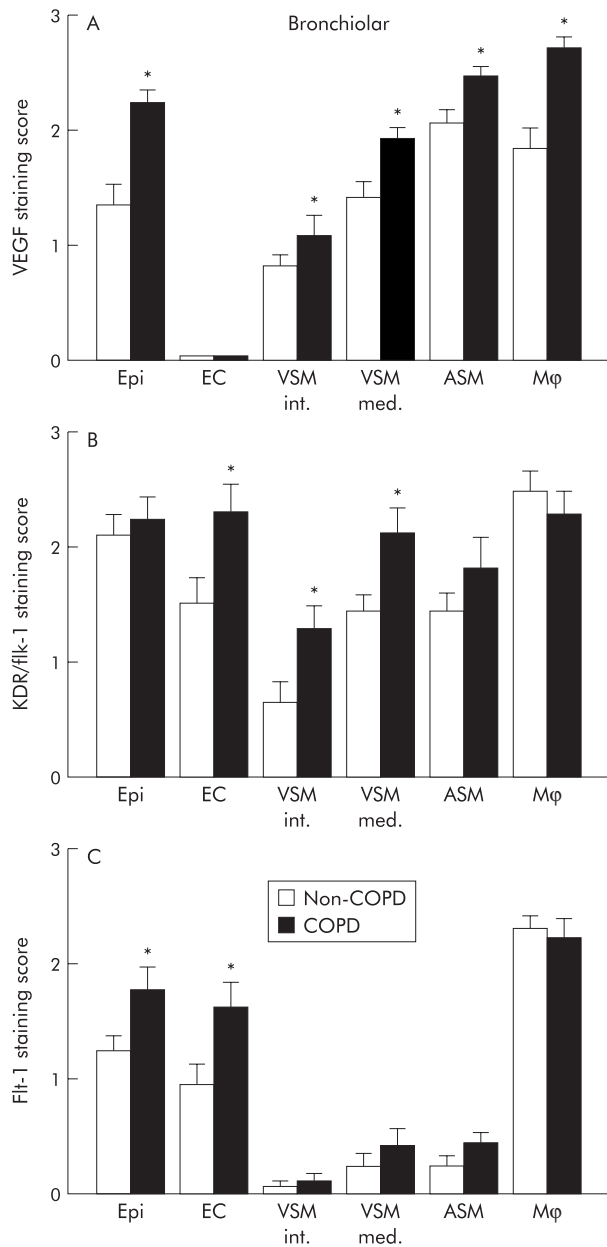 A
Bronchiolar
VEGF staining score
3
2
1
0
*
*
*
*
*
Epi
EC
VSM
int.
VSM
med.
ASM
Mφ
B
KDR/flk-1 staining score
3
2
1
0
*
*
*
Epi
EC
VSM
int.
VSM
med.
ASM
Mφ
C
Flt-1 staining score
3
2
1
0
Non-COPD
COPD
*
*
Epi
EC
VSM
int.
VSM
med.
ASM
Mφ